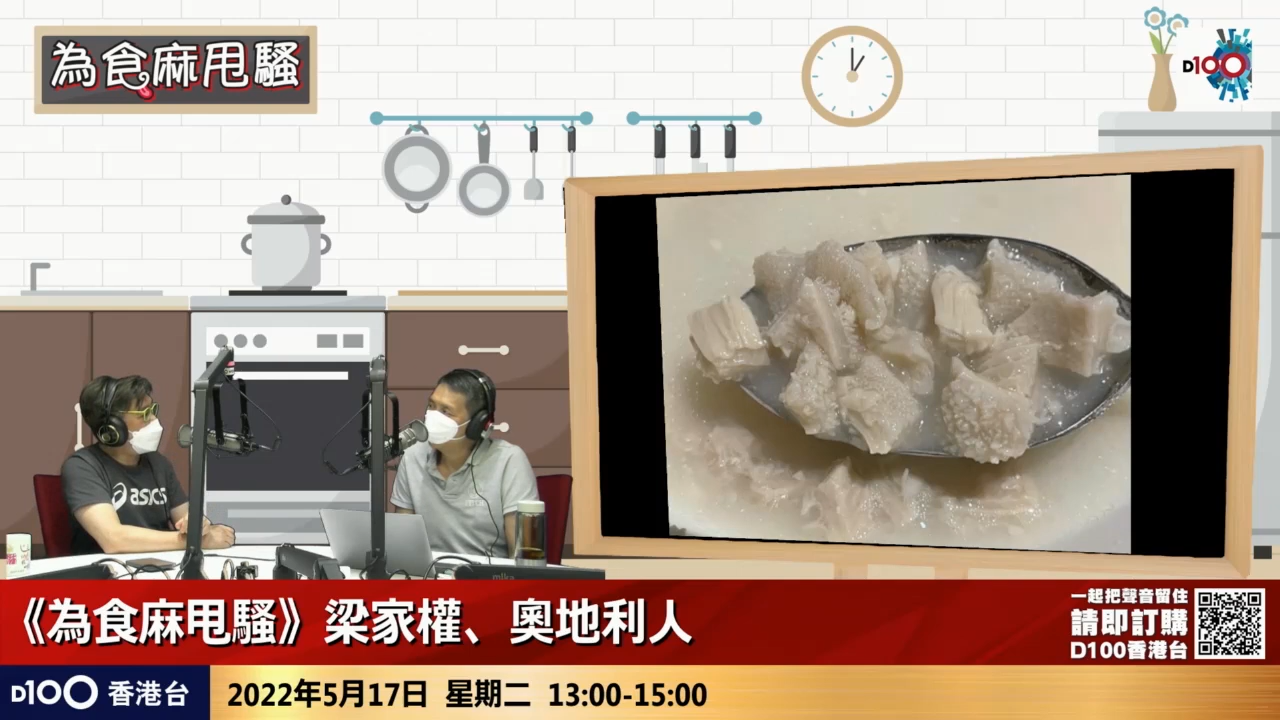 為食麻甩騷
D100
asics
《為食麻甩騷》梁家權、奧地利人
一起把聲音留住
請即訂購
D100香港台
D100 香港台
2022年5月17日 星期二 13:00-15:00